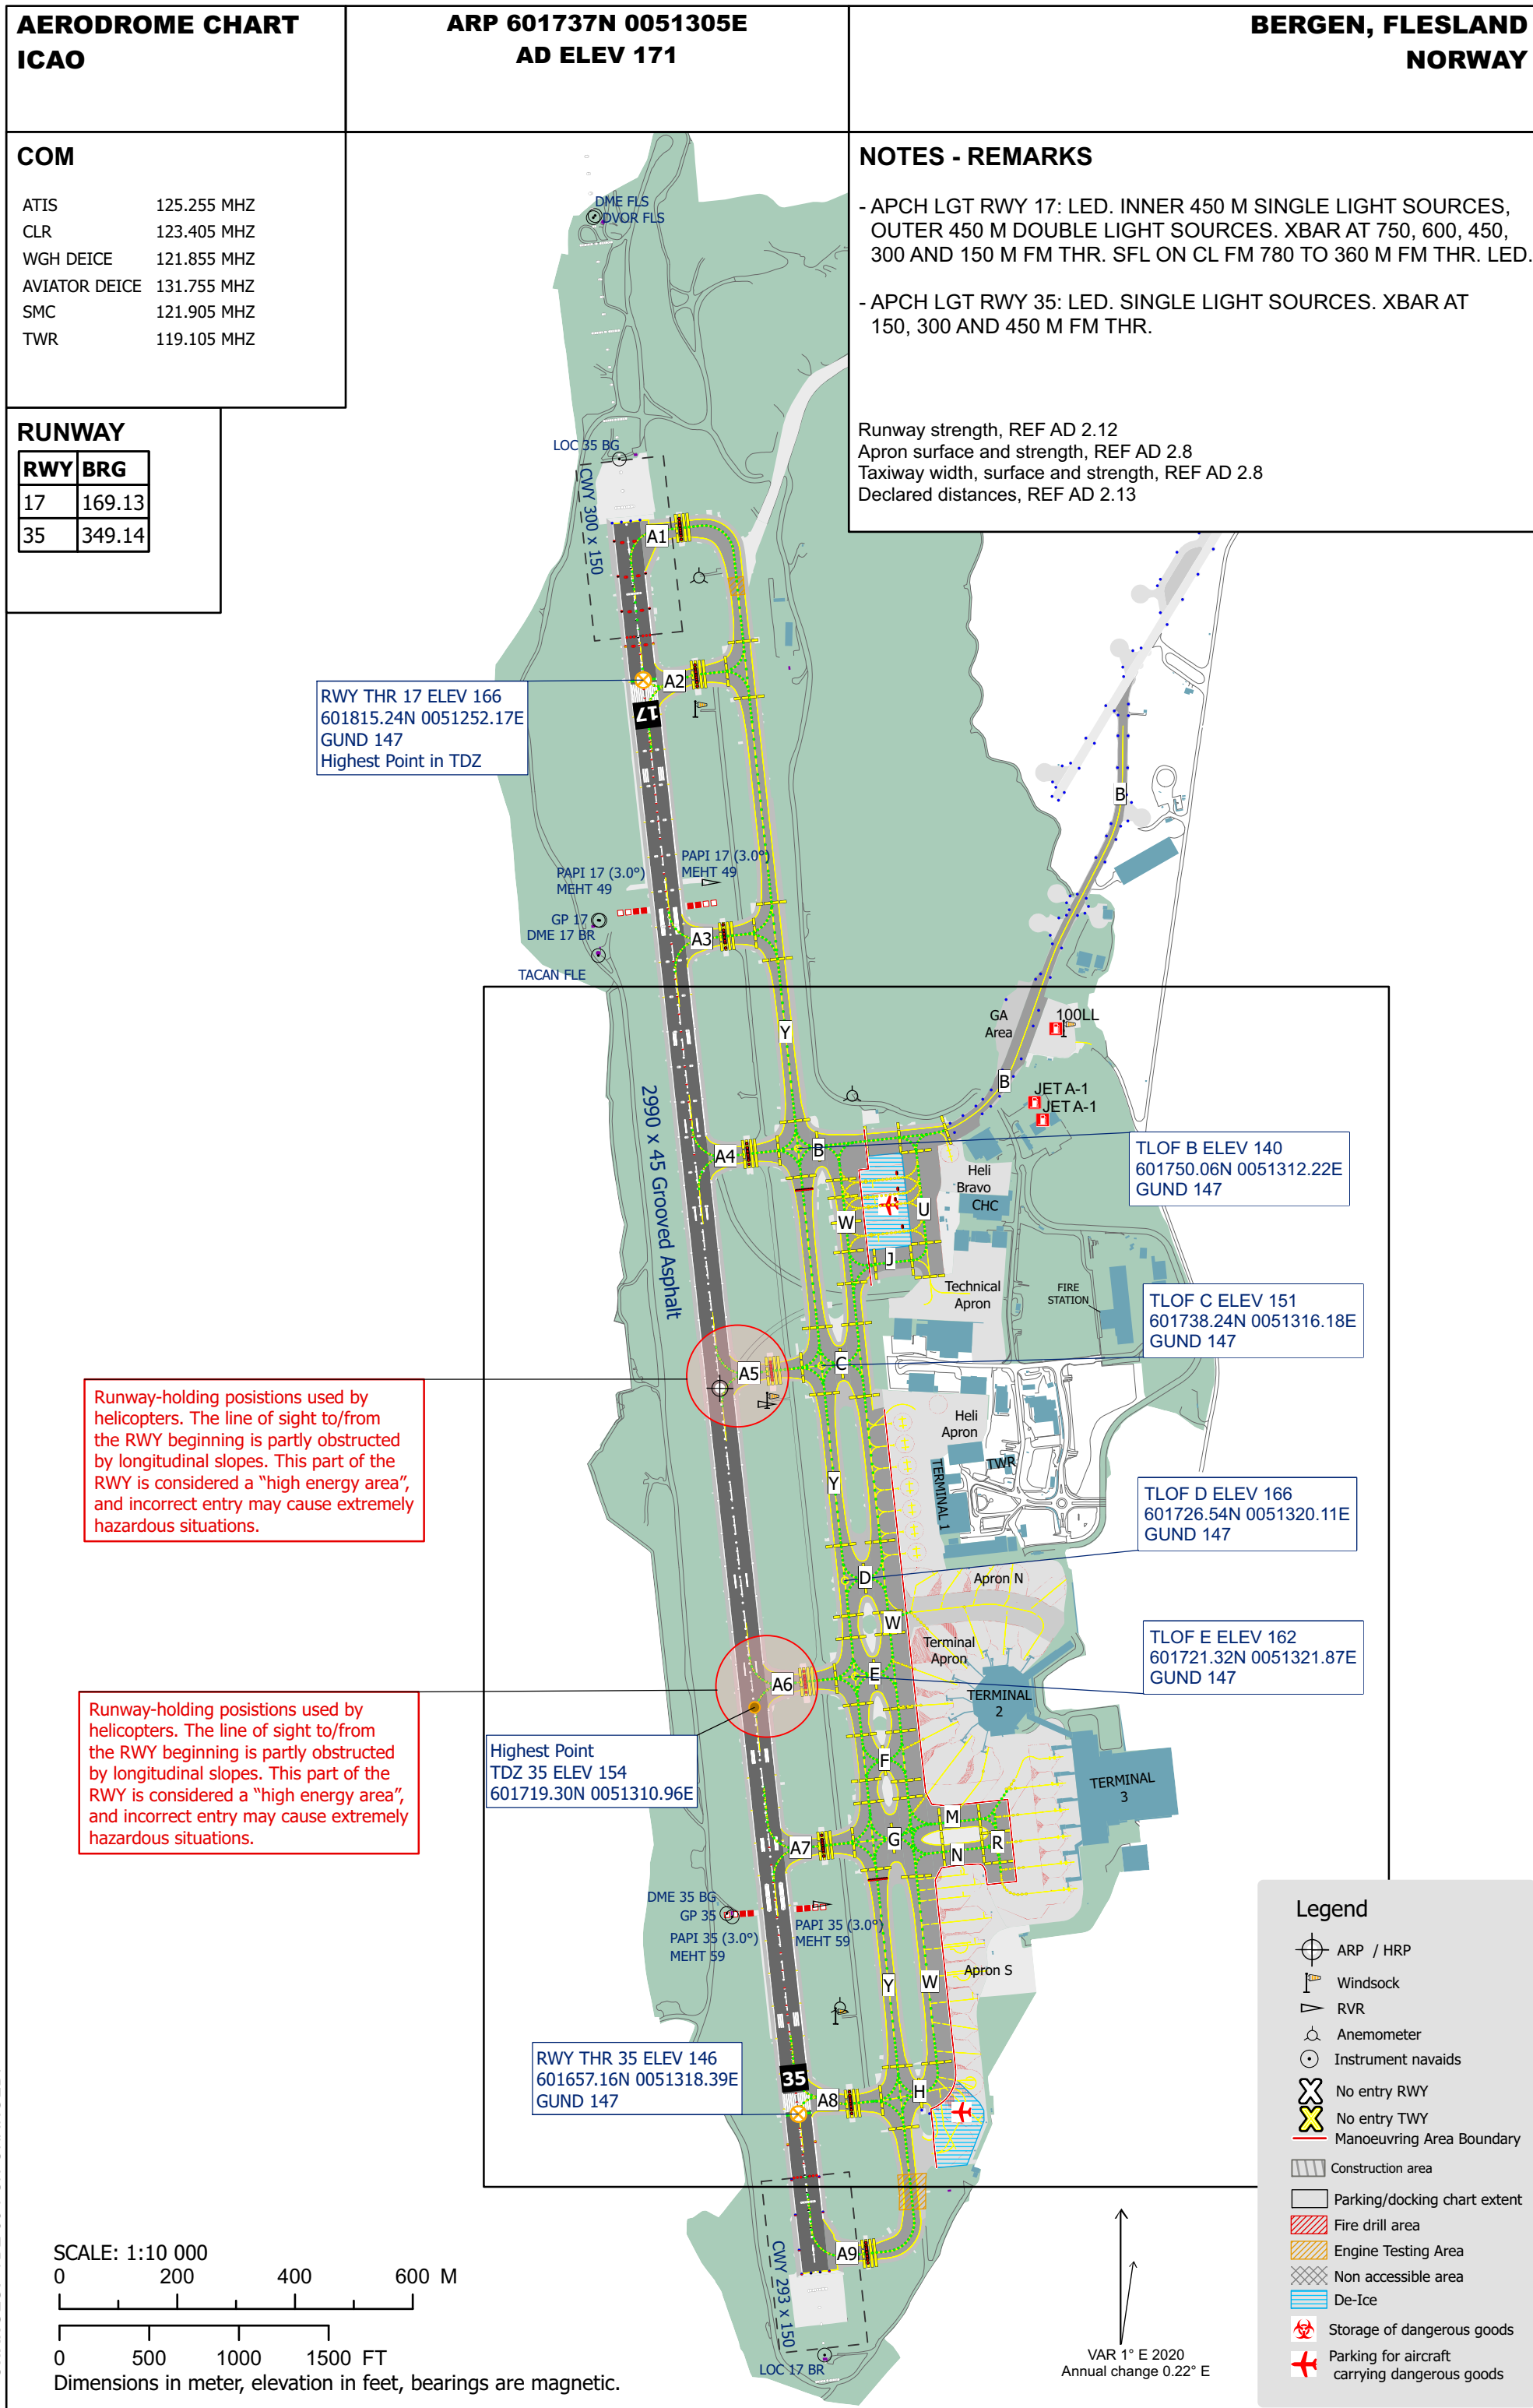 AERODROME CHART
ICAO
ARP 601737N 0051305E
AD ELEV 171
BERGEN, FLESLAND
NORWAY
COM
ATIS 125.255 MHZ
CLR 123.405 MHZ
WGH DEICE 121.855 MHZ
AVIATOR DEICE 131.755 MHZ
SMC 121.905 MHZ
TWR 119.105 MHZ
RUNWAY
RWY BRG
17 169.13
35 349.14
NOTES - REMARKS
- APCH LGT RWY 17: LED. INNER 450 M SINGLE LIGHT SOURCES,
OUTER 450 M DOUBLE LIGHT SOURCES. XBAR AT 750, 600, 450,
300 AND 150 M FM THR. SFL ON CL FM 780 TO 360 M FM THR. LED.
- APCH LGT RWY 35: LED. SINGLE LIGHT SOURCES. XBAR AT
150, 300 AND 450 M FM THR.
Runway strength, REF AD 2.12
Apron surface and strength, REF AD 2.8
Taxiway width, surface and strength, REF AD 2.8
Declared distances, REF AD 2.13
DME FLS
DVOR FLS
LOC 35 BG
CWY 300 x 150
A1
A2
RWY THR 17 ELEV 166
601815.24N 0051252.17E
GUND 147
Highest Point in TDZ
17
B
PAPI 17 (3.0°)
MEHT 49
PAPI 17 (3.0°)
MEHT 49
GP 17
DME 17 BR
A3
TACAN FLE
Y
GA
Area
100LL
B
JET A-1
JET A-1
2990 x 45 Grooved Asphalt
A4
B
TLOF B ELEV 140
601750.06N 0051312.22E
GUND 147
Heli
Bravo
CHC
W
U
J
Technical
Apron
FIRE
STATION
TLOF C ELEV 151
601738.24N 0051316.18E
GUND 147
A5
C
Runway-holding posistions used by
helicopters. The line of sight to/from
the RWY beginning is partly obstructed
by longitudinal slopes. This part of the
RWY is considered a “high energy area”,
and incorrect entry may cause extremely
hazardous situations.
Heli
Apron
TWR
TERMINAL 1
Y
TLOF D ELEV 166
601726.54N 0051320.11E
GUND 147
D
Apron N
W
Terminal
Apron
TLOF E ELEV 162
601721.32N 0051321.87E
GUND 147
A6
E
TERMINAL
2
Runway-holding posistions used by
helicopters. The line of sight to/from
the RWY beginning is partly obstructed
by longitudinal slopes. This part of the
RWY is considered a “high energy area”,
and incorrect entry may cause extremely
hazardous situations.
Highest Point
TDZ 35 ELEV 154
601719.30N 0051310.96E
F
TERMINAL
3
M
A7
G
N
R
DME 35 BG
GP 35
PAPI 35 (3.0°)
MEHT 59
PAPI 35 (3.0°)
MEHT 59
Apron S
Y
W
RWY THR 35 ELEV 146
601657.16N 0051318.39E
GUND 147
35
A8
H
A9
CWY 293 x 150
LOC 17 BR
Legend
ARP / HRP
Windsock
RVR
Anemometer
Instrument navaids
No entry RWY
No entry TWY
Manoeuvring Area Boundary
Construction area
Parking/docking chart extent
Fire drill area
Engine Testing Area
Non accessible area
De-Ice
Storage of dangerous goods
Parking for aircraft
carrying dangerous goods
SCALE: 1:10 000
0 200 400 600 M
0 500 1000 1500 FT
Dimensions in meter, elevation in feet, bearings are magnetic.
VAR 1° E 2020
Annual change 0.22° E